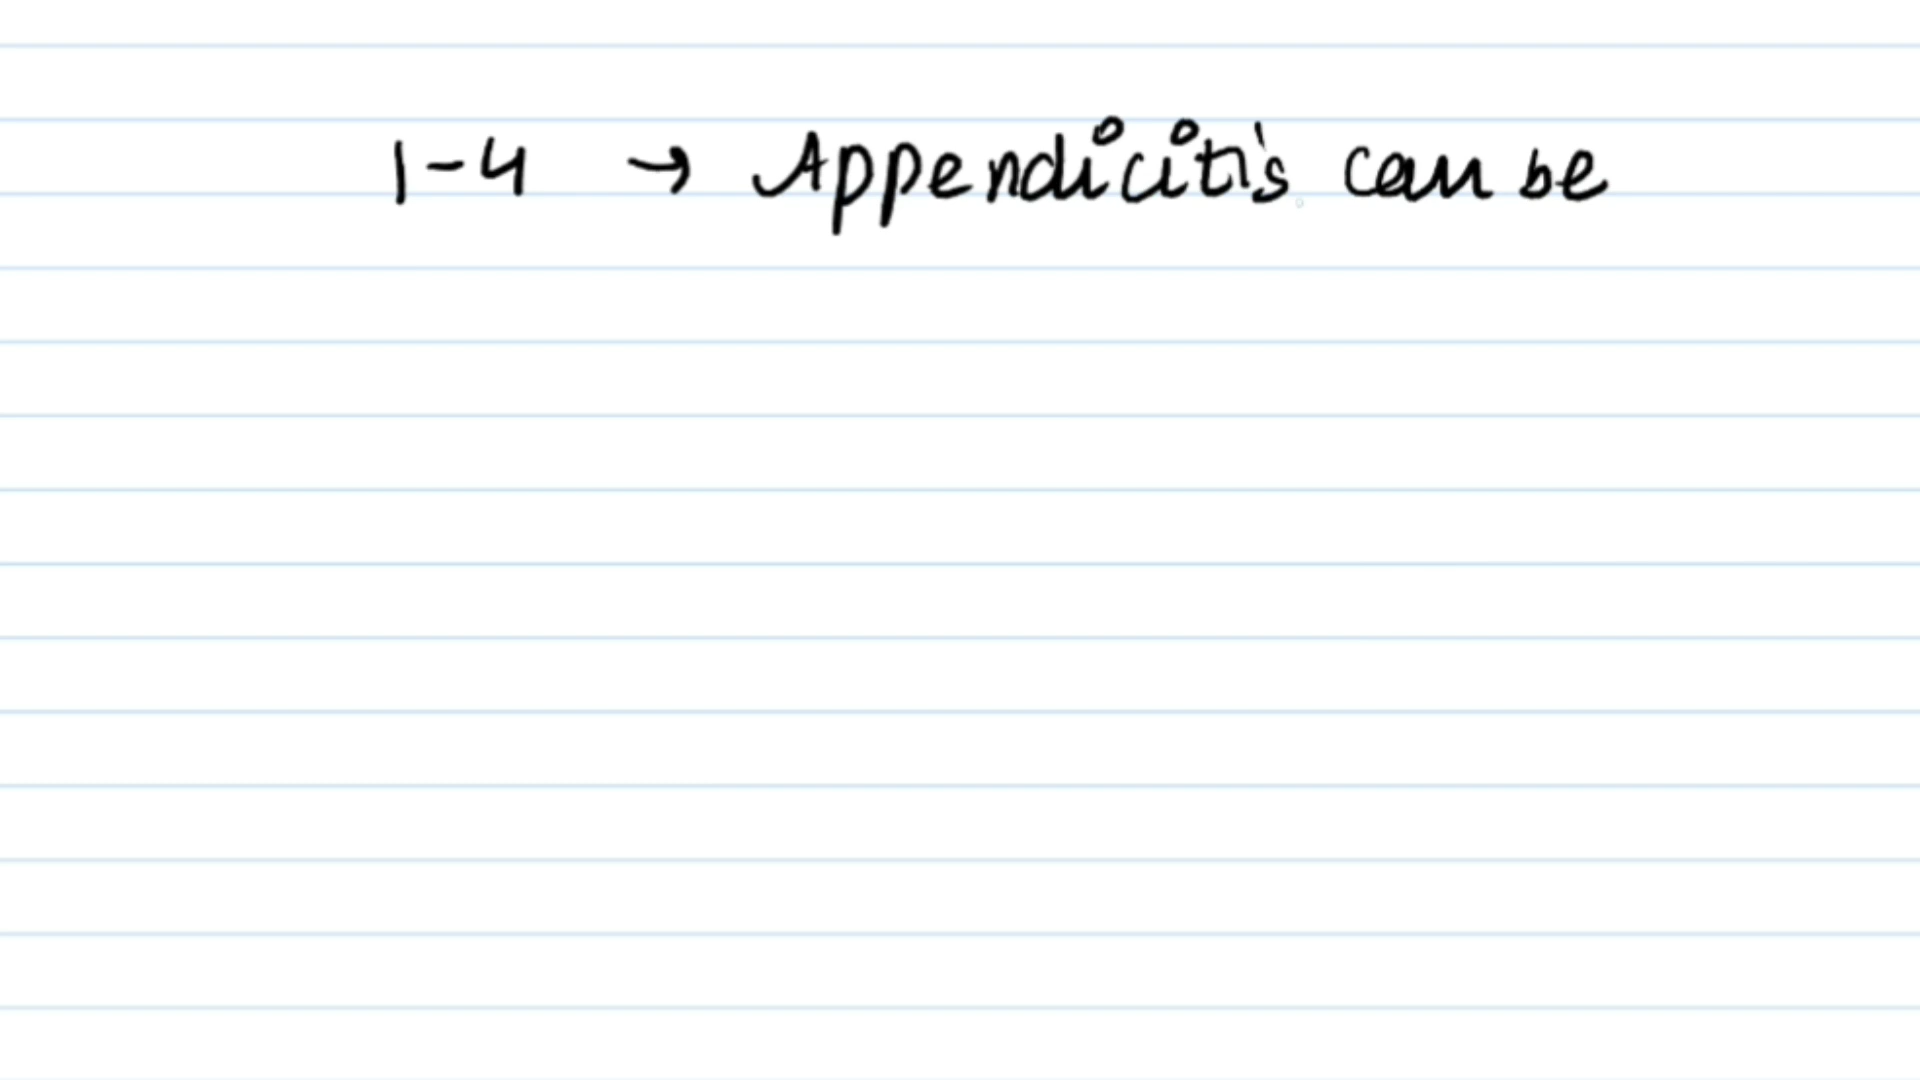 1-4 → Appendicitis can be